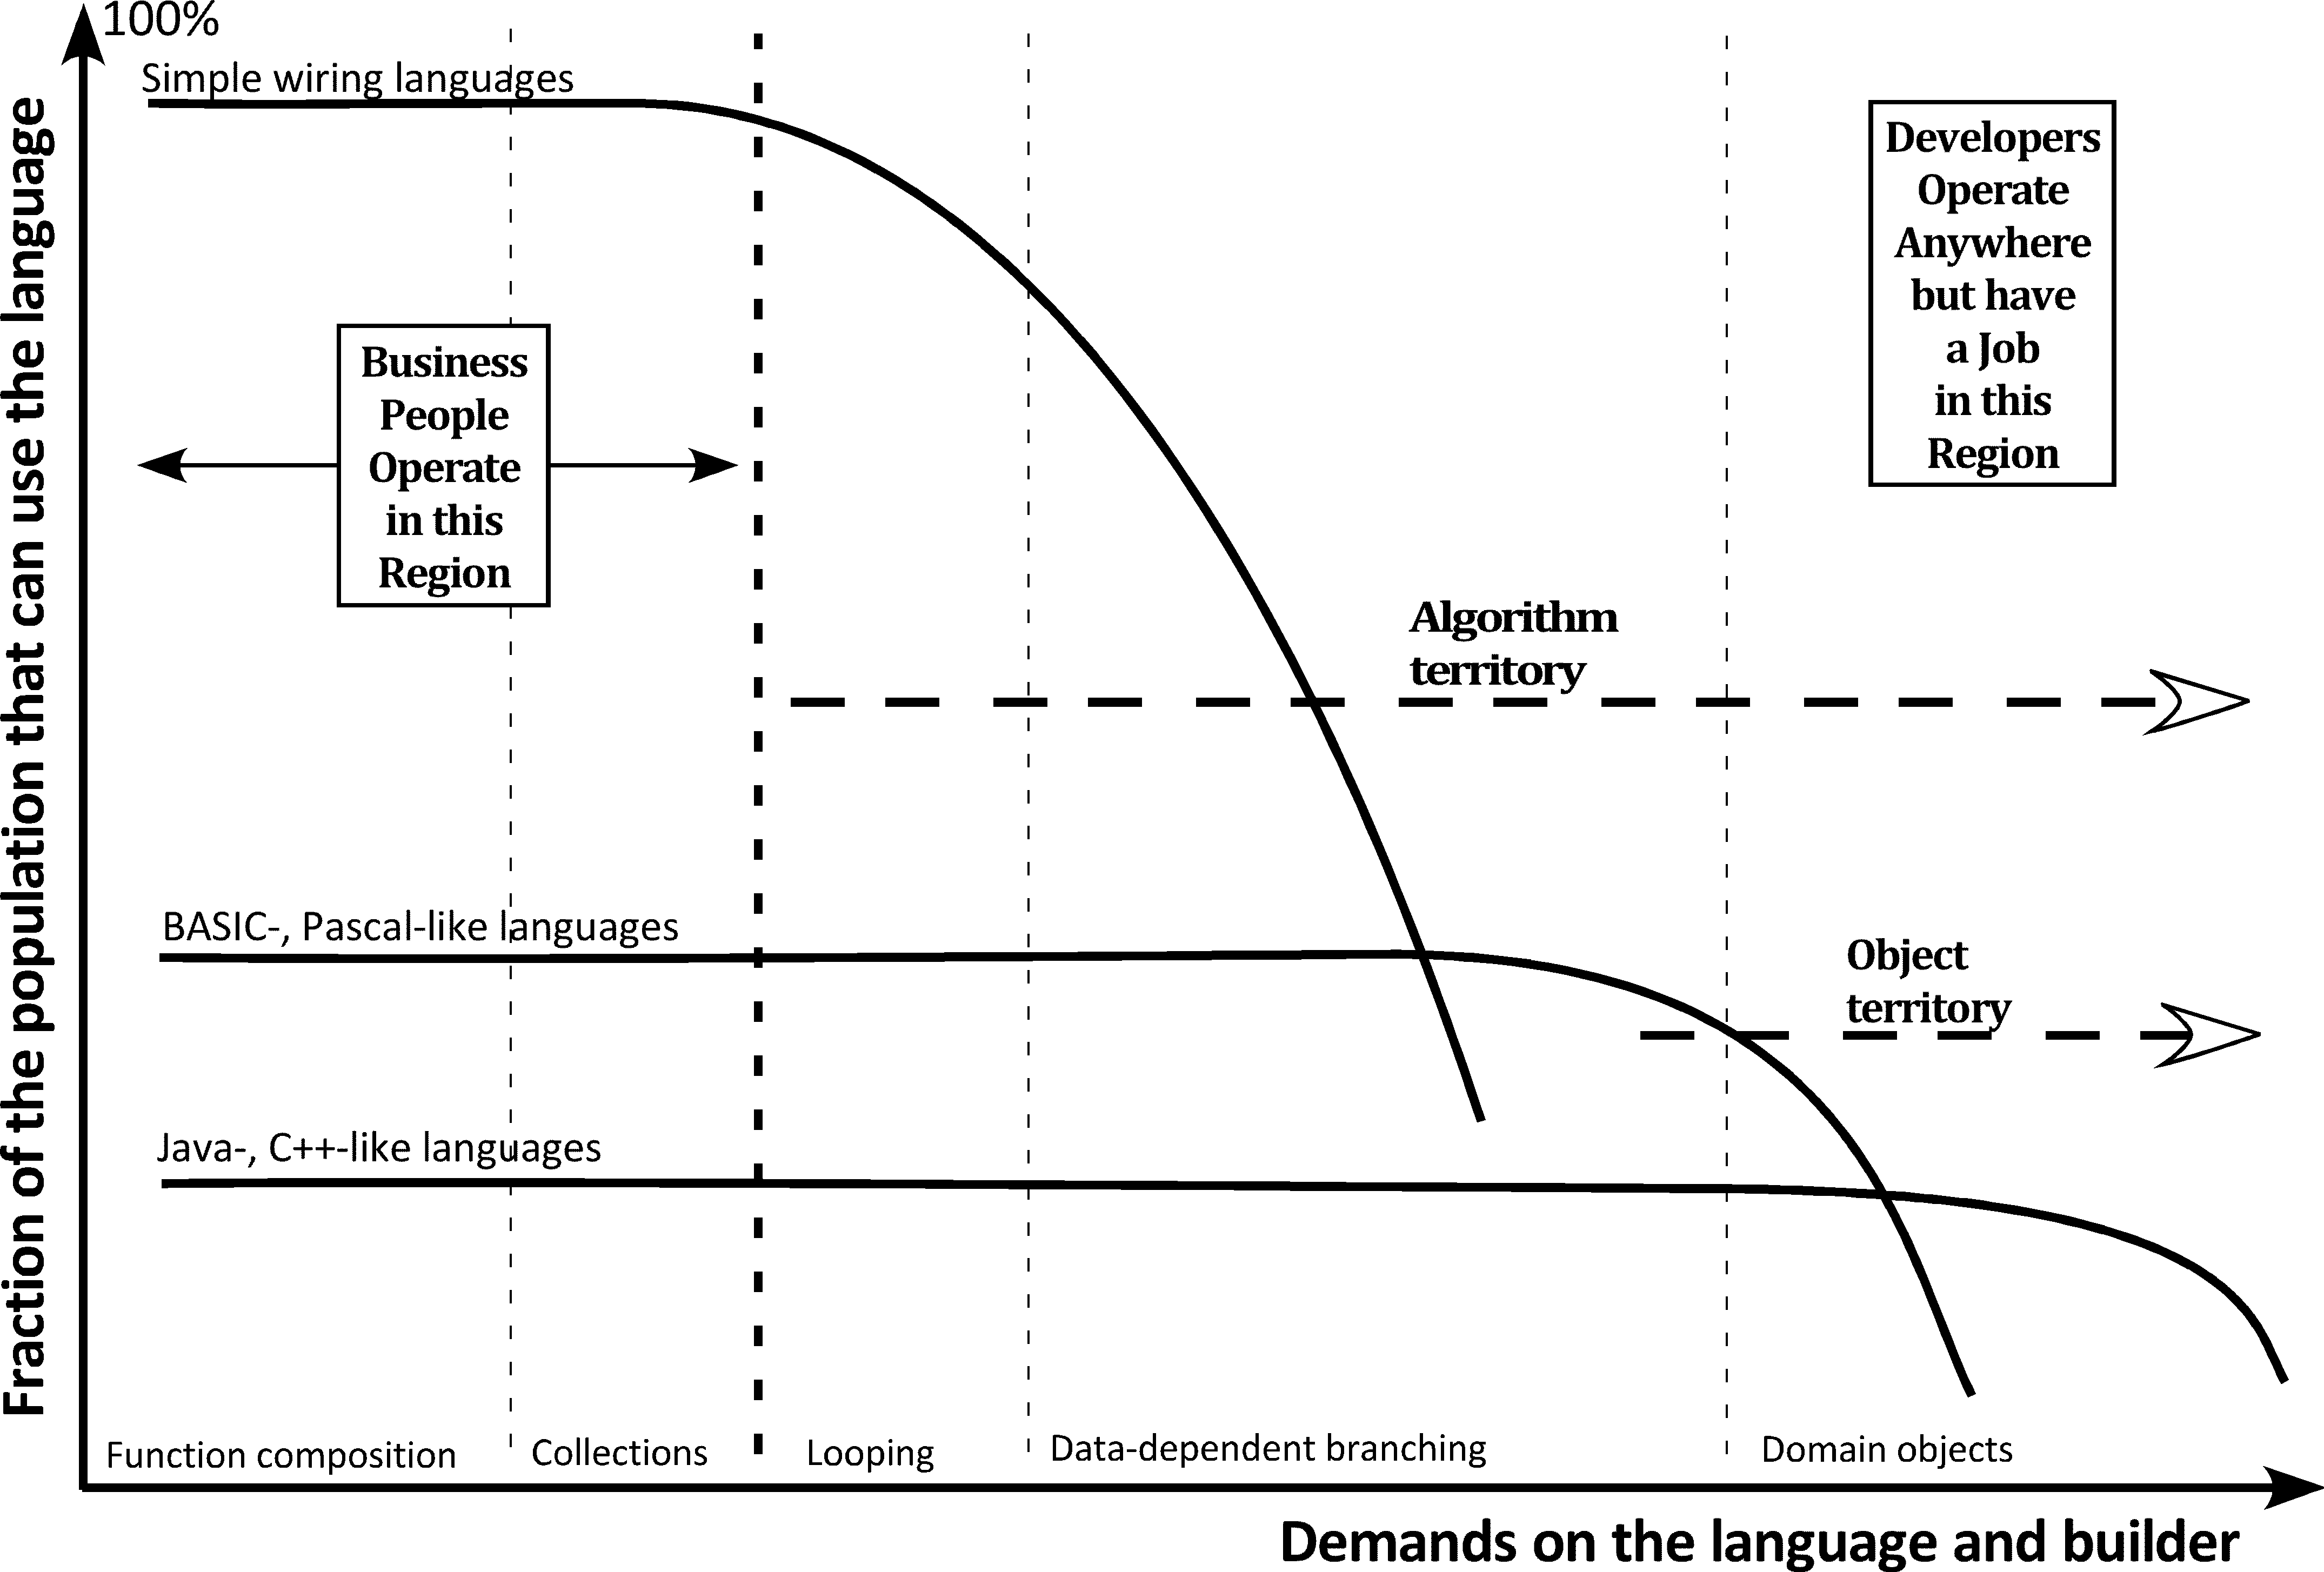 100%
Simple wiring languages
Developers
Operate
Anywhere
but have
a Job
in this
Region
Business
People
Operate
in this
Region
Algorithm
territory
BASIC-, Pascal-like languages
Object
territory
Java-, C++-like languages
Function composition
Collections
Looping
Data-dependent branching
Domain objects
Demands on the language and builder
Fraction of the population that can use the language